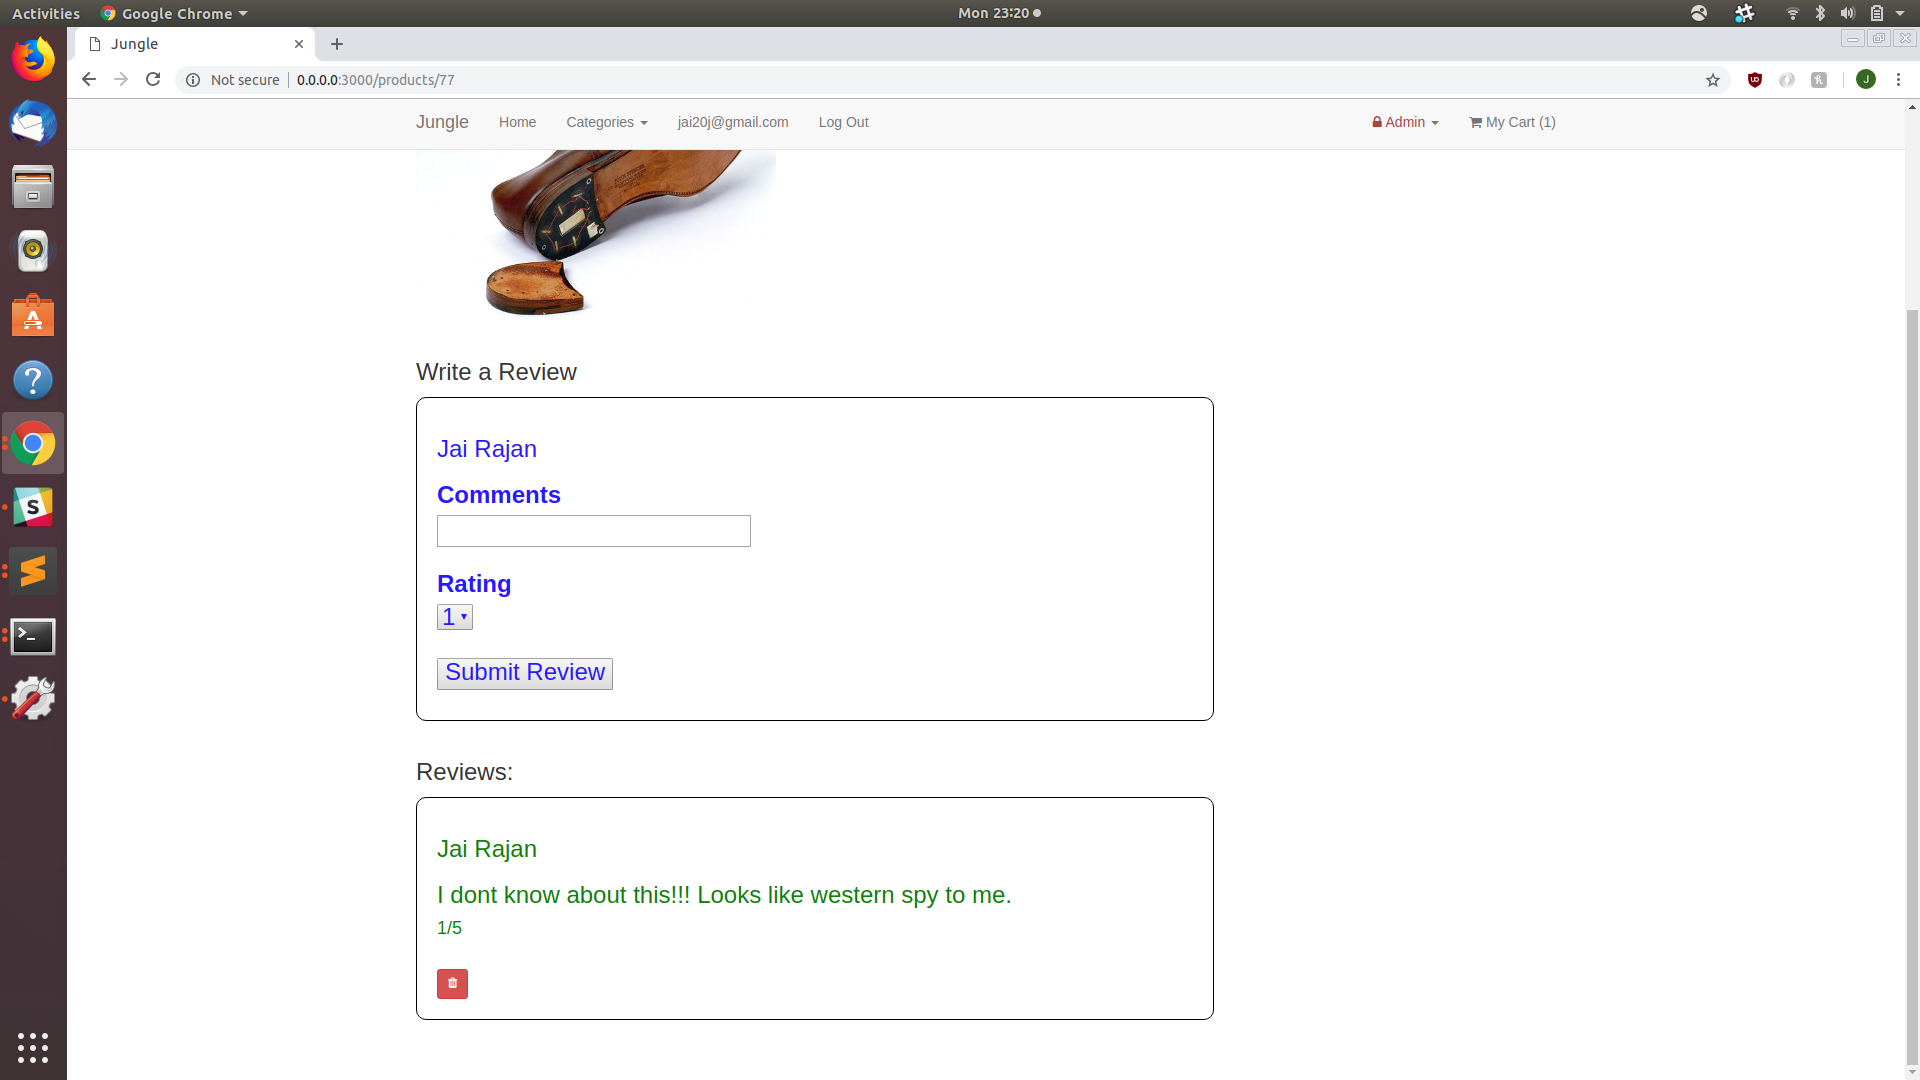 Activities Google Chrome Mon 23:20
Jungle
Not secure 0.0.0.0:3000/products/77
Jungle Home Categories jai20j@gmail.com Log Out Admin My Cart (1)
Write a Review
Jai Rajan
Comments
Rating
1
Submit Review
Reviews:
Jai Rajan
I dont know about this!!! Looks like western spy to me.
1/5